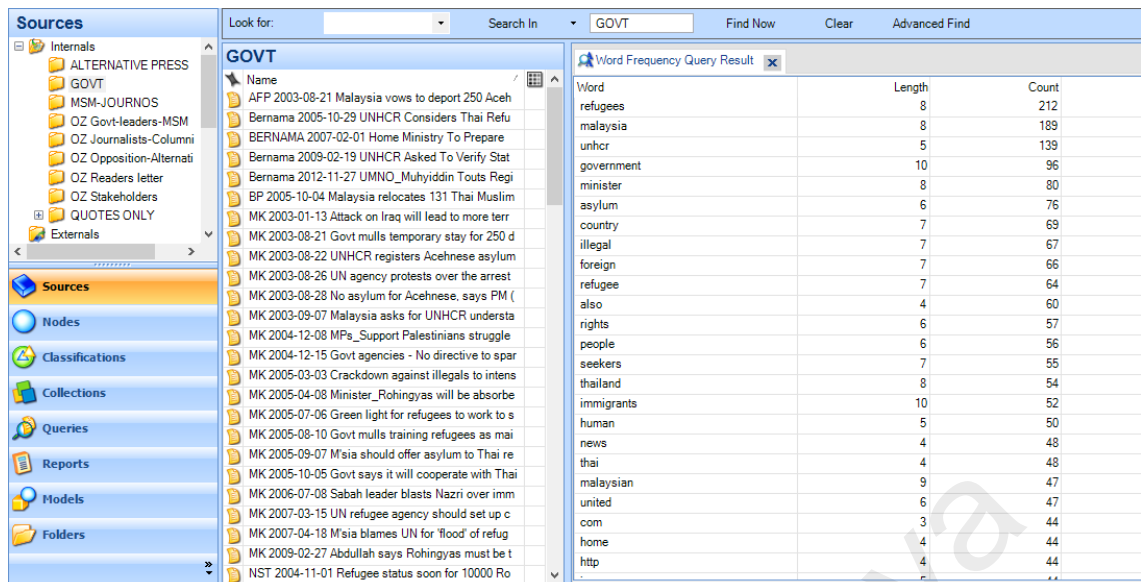 Sources
Internals
ALTERNATIVE PRESS
GOVT
MSM-JOURNOS
OZ Govt-leaders-MSM
OZ Journalists-Columni
OZ Opposition-Alternati
OZ Readers letter
OZ Stakeholders
QUOTES ONLY
Externals
Sources
Nodes
Classifications
Collections
Queries
Reports
Models
Folders
Look for: Search In GOVT Find Now Clear Advanced Find
GOVT
Name
AFP 2003-08-21 Malaysia vows to deport 250 Aceh
Bernama 2005-10-29 UNHCR Considers Thai Refu
BERNAMA 2007-02-01 Home Ministry To Prepare
Bernama 2009-02-19 UNHCR Asked To Verify Stat
Bernama 2012-11-27 UMNO_Muhyiddin Touts Regi
BP 2005-10-04 Malaysia relocates 131 Thai Muslim
MK 2003-01-13 Attack on Iraq will lead to more terr
MK 2003-08-21 Govt mulls temporary stay for 250 d
MK 2003-08-22 UNHCR registers Acehnese asylum
MK 2003-08-26 UN agency protests over the arrest
MK 2003-08-28 No asylum for Acehnese, says PM (
MK 2003-09-07 Malaysia asks for UNHCR understa
MK 2004-12-08 MPs_Support Palestinians struggle
MK 2004-12-15 Govt agencies - No directive to spar
MK 2005-03-03 Crackdown against illegals to intens
MK 2005-04-08 Minister_Rohingyas will be absorbe
MK 2005-07-06 Green light for refugees to work to s
MK 2005-08-10 Govt mulls training refugees as mai
MK 2005-09-07 M'sia should offer asylum to Thai re
MK 2005-10-05 Govt says it will cooperate with Thai
MK 2006-07-08 Sabah leader blasts Nazri over imm
MK 2007-03-15 UN refugee agency should set up c
MK 2007-04-18 M'sia blames UN for 'flood' of refug
MK 2009-02-27 Abdullah says Rohingyas must be t
NST 2004-11-01 Refugee status soon for 10000 Ro
Word Frequency Query Result
Word Length Count
refugees 8 212
malaysia 8 189
unhcr 5 139
government 10 96
minister 8 80
asylum 6 76
country 7 69
illegal 7 67
foreign 7 66
refugee 7 64
also 4 60
rights 6 57
people 6 56
seekers 7 55
thailand 8 54
immigrants 10 52
human 5 50
news 4 48
thai 4 48
malaysian 9 47
united 6 47
com 3 44
home 4 44
http 4 44